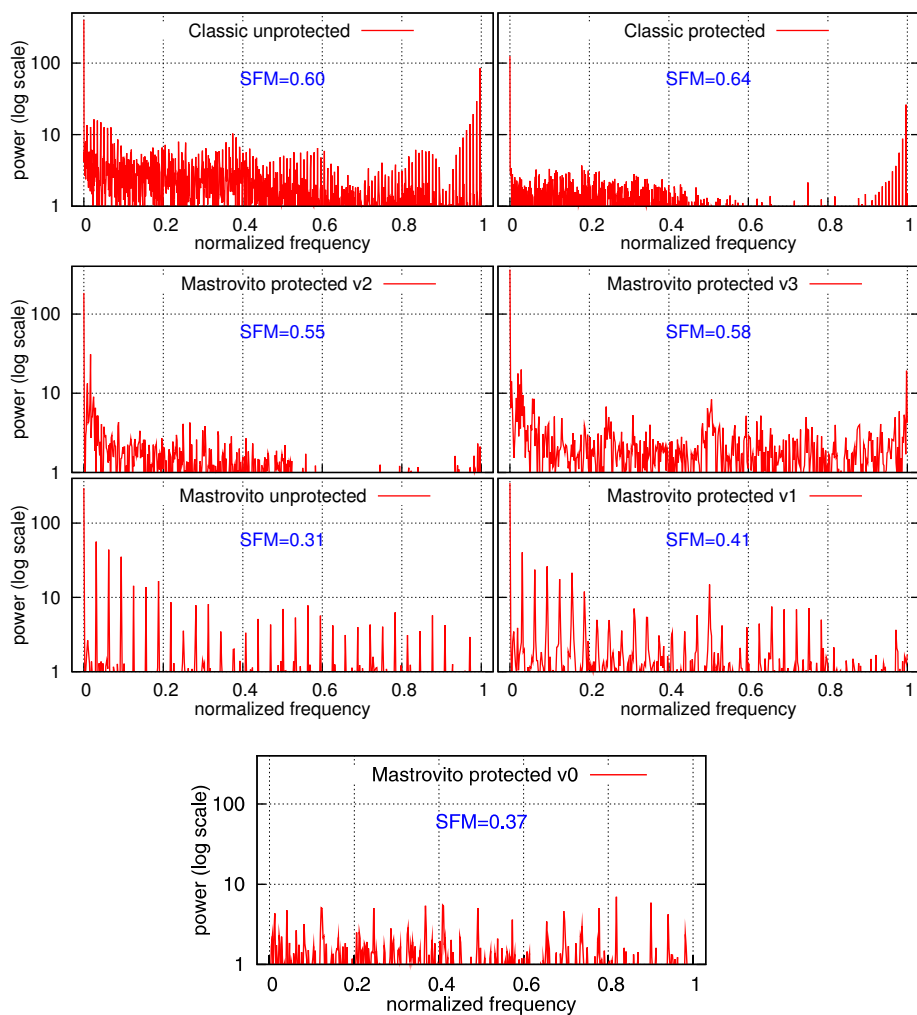 Classic unprotected
SFM=0.60
power (log scale)
100
10
1
0 0.2 0.4 0.6 0.8 1
normalized frequency
Classic protected
SFM=0.64
0 0.2 0.4 0.6 0.8 1
normalized frequency
Mastrovito protected v2
SFM=0.55
power (log scale)
100
10
1
Mastrovito protected v3
SFM=0.58
Mastrovito unprotected
SFM=0.31
power (log scale)
100
10
1
0 0.2 0.4 0.6 0.8 1
normalized frequency
Mastrovito protected v1
SFM=0.41
0 0.2 0.4 0.6 0.8 1
normalized frequency
Mastrovito protected v0
SFM=0.37
power (log scale)
100
10
1
0 0.2 0.4 0.6 0.8 1
normalized frequency